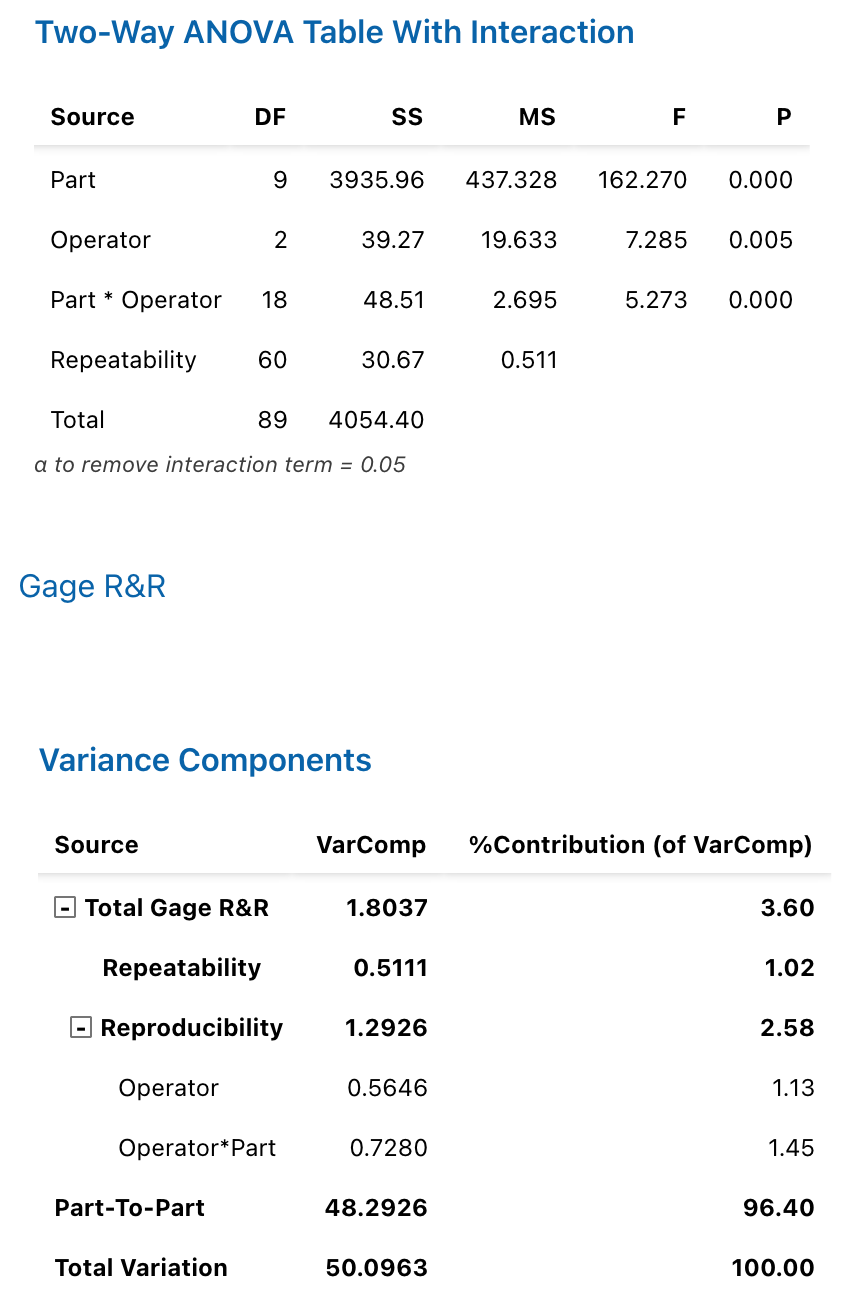 Two-Way ANOVA Table With Interaction
Source DF SS MS F P
Part 9 3935.96 437.328 162.270 0.000
Operator 2 39.27 19.633 7.285 0.005
Part * Operator 18 48.51 2.695 5.273 0.000
Repeatability 60 30.67 0.511
Total 89 4054.40
α to remove interaction term = 0.05
Gage R&R
Variance Components
Source VarComp %Contribution (of VarComp)
- Total Gage R&R 1.8037 3.60
Repeatability 0.5111 1.02
- Reproducibility 1.2926 2.58
Operator 0.5646 1.13
Operator*Part 0.7280 1.45
Part-To-Part 48.2926 96.40
Total Variation 50.0963 100.00